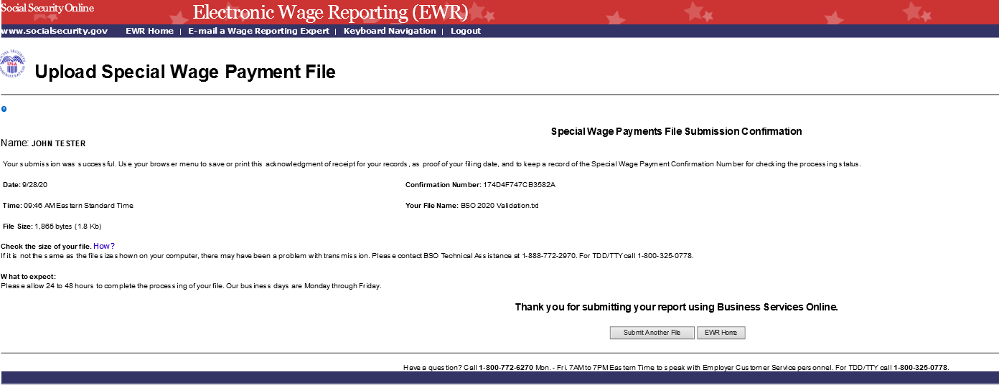 Social Security Online
Electronic Wage Reporting (EWR)
www.socialsecurity.gov EWR Home | E-mail a Wage Reporting Expert | Keyboard Navigation | Logout
SOCIAL SECURITY ADMINISTRATION
USA
Upload Special Wage Payment File
?
Special Wage Payments File Submission Confirmation
Name: JOHN TESTER
Your submission was successful. Use your browser menu to save or print this acknowledgment of receipt for your records, as proof of your filing date, and to keep a record of the Special Wage Payment Confirmation Number for checking the processing status.
Date: 9/28/20 Confirmation Number: 174D4F747CB3582A
Time: 09:46 AM Eastern Standard Time Your File Name: BSO 2020 Validation.txt
File Size: 1,865 bytes (1.8 Kb)
Check the size of your file. How?
If it is not the same as the file size shown on your computer, there may have been a problem with transmission. Please contact BSO Technical Assistance at 1-888-772-2970. For TDD/TTY call 1-800-325-0778.
What to expect:
Please allow 24 to 48 hours to complete the processing of your file. Our business days are Monday through Friday.
Thank you for submitting your report using Business Services Online.
Submit Another File EWR Home
Have a question? Call 1-800-772-6270 Mon. - Fri. 7AM to 7PM Eastern Time to speak with Employer Customer Service personnel. For TDD/TTY call 1-800-325-0778.